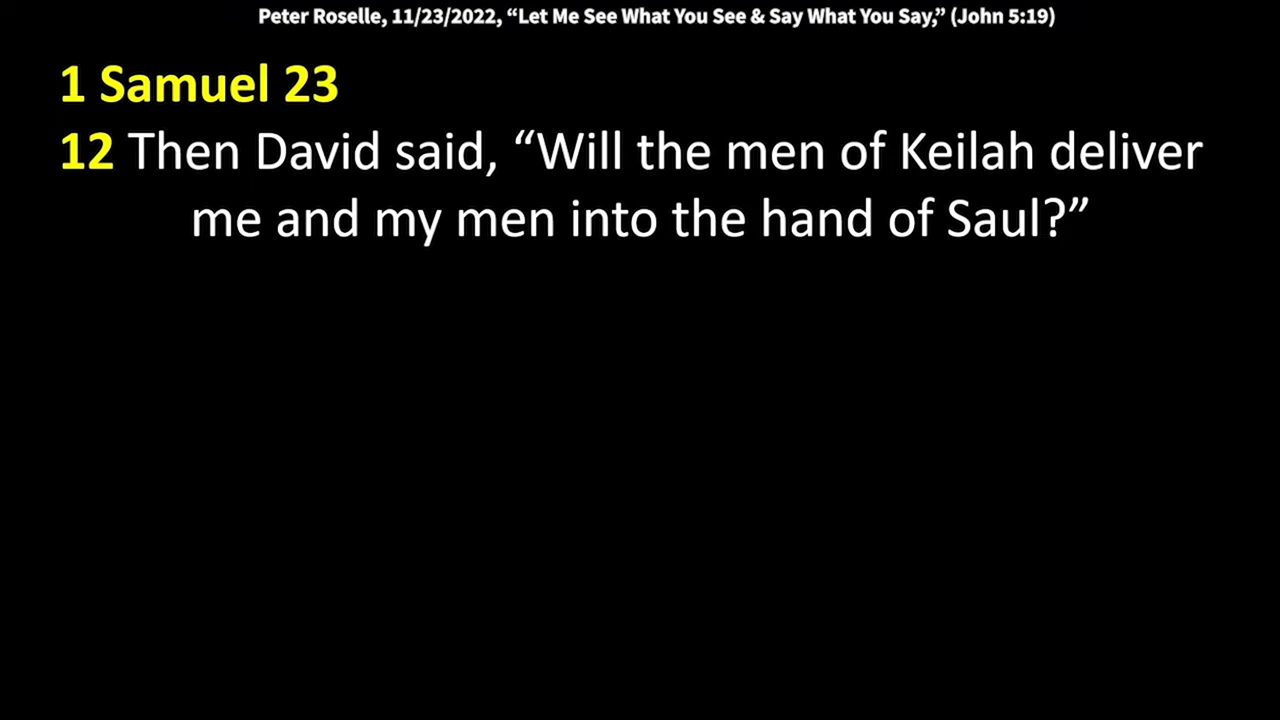 Peter Roselle, 11/23/2022, “Let Me See What You See & Say What You Say,” (John 5:19)
1 Samuel 23
12 Then David said, “Will the men of Keilah deliver
me and my men into the hand of Saul?”